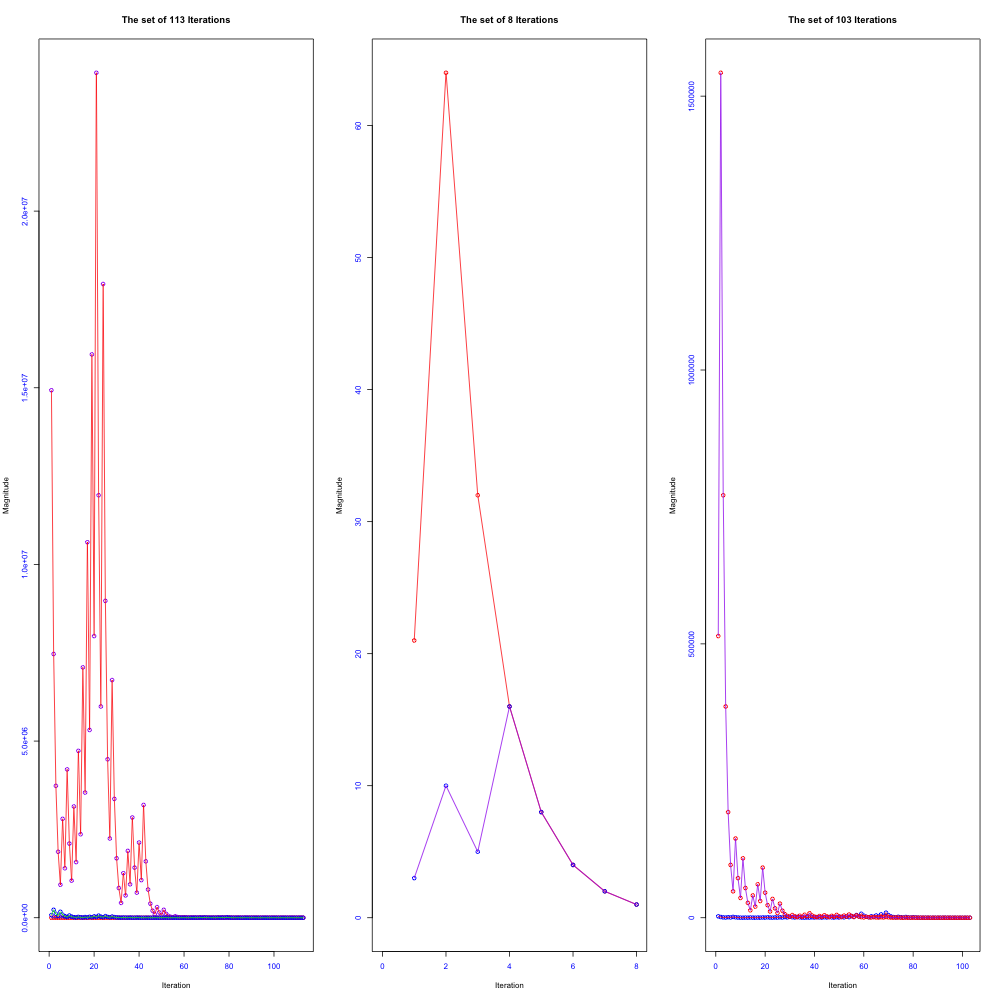 The set of 113 Iterations
Magnitude
0.0e+00
5.0e+06
1.0e+07
1.5e+07
2.0e+07
0 20 40 60 80 100
Iteration
The set of 8 Iterations
Magnitude
0
10
20
30
40
50
60
0 2 4 6 8
Iteration
The set of 103 Iterations
Magnitude
0
500000
1000000
1500000
0 20 40 60 80 100
Iteration